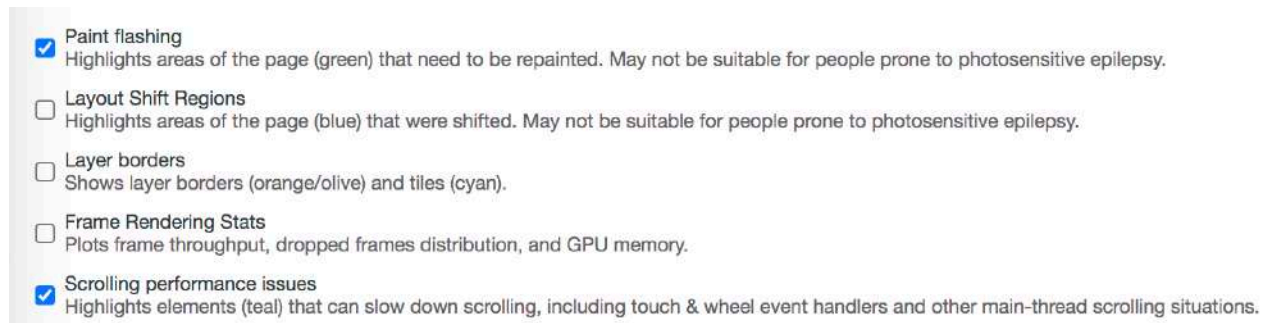 Paint flashing
Highlights areas of the page (green) that need to be repainted. May not be suitable for people prone to photosensitive epilepsy.
Layout Shift Regions
Highlights areas of the page (blue) that were shifted. May not be suitable for people prone to photosensitive epilepsy.
Layer borders
Shows layer borders (orange/olive) and tiles (cyan).
Frame Rendering Stats
Plots frame throughput, dropped frames distribution, and GPU memory.
Scrolling performance issues
Highlights elements (teal) that can slow down scrolling, including touch & wheel event handlers and other main-thread scrolling situations.